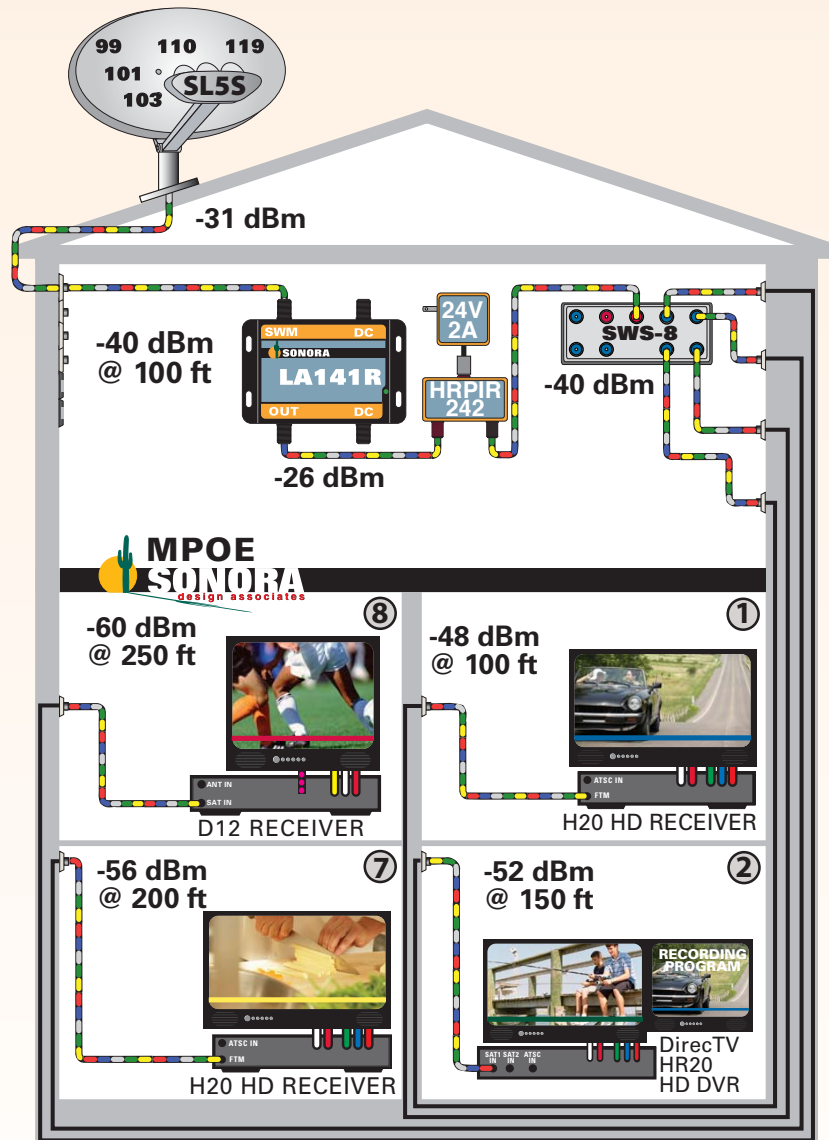 99 110 119
101
103 SL5S
-31 dBm
-40 dBm
@ 100 ft
SWM DC
SONORA
LA141R
OUT DC
-26 dBm
24V
2A
HRPIR
242
SWS-8
-40 dBm
MPOE
SONORA
design associates
8
-60 dBm
@ 250 ft
ANT IN
SAT IN
D12 RECEIVER
1
-48 dBm
@ 100 ft
ATSC IN
FTM
H20 HD RECEIVER
7
-56 dBm
@ 200 ft
ATSC IN
FTM
H20 HD RECEIVER
2
-52 dBm
@ 150 ft
RECORDING
PROGRAM
SAT1 SAT2 ATSC
IN IN IN
DirecTV
HR20
HD DVR